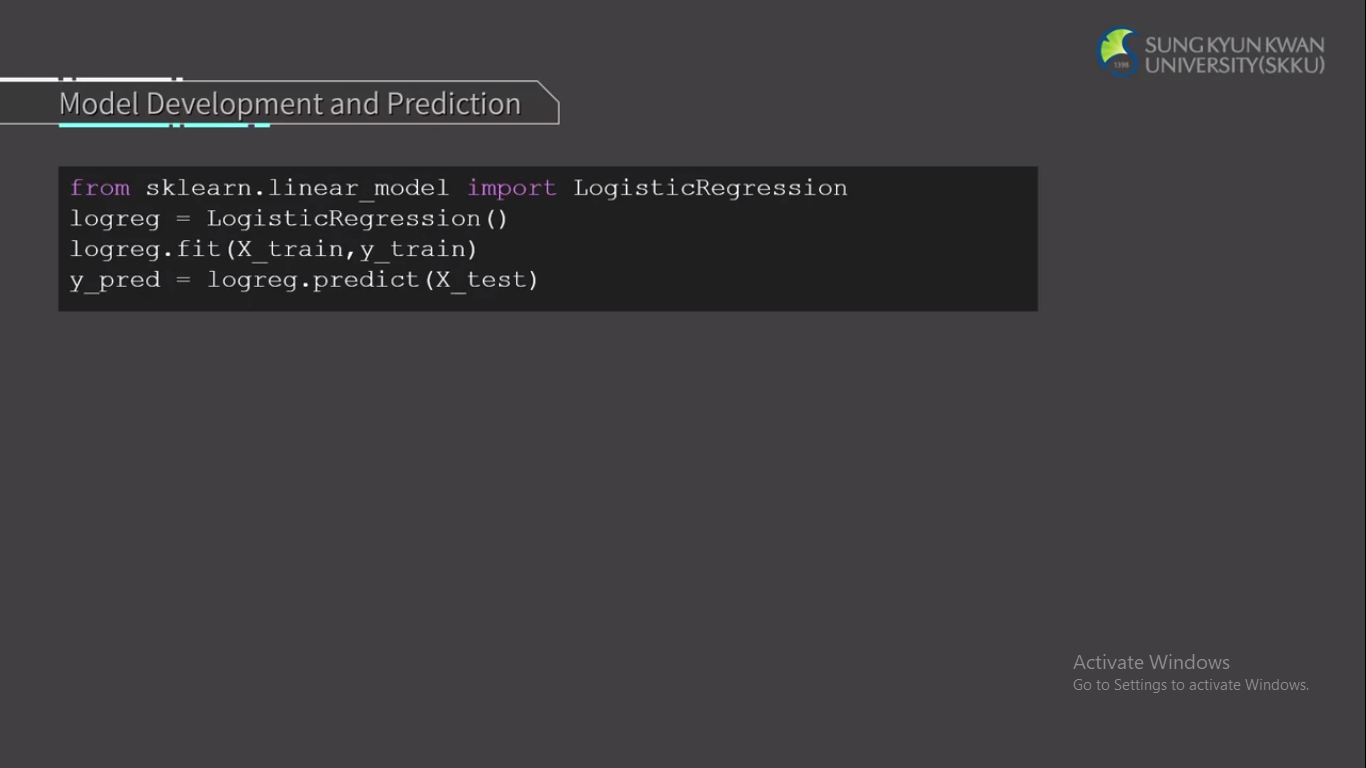 SUNG KYUN KWAN
UNIVERSITY(SKKU)
1398
Model Development and Prediction
from sklearn.linear_model import LogisticRegression
logreg = LogisticRegression()
logreg.fit(X_train,y_train)
y_pred = logreg.predict(X_test)
Activate Windows
Go to Settings to activate Windows.